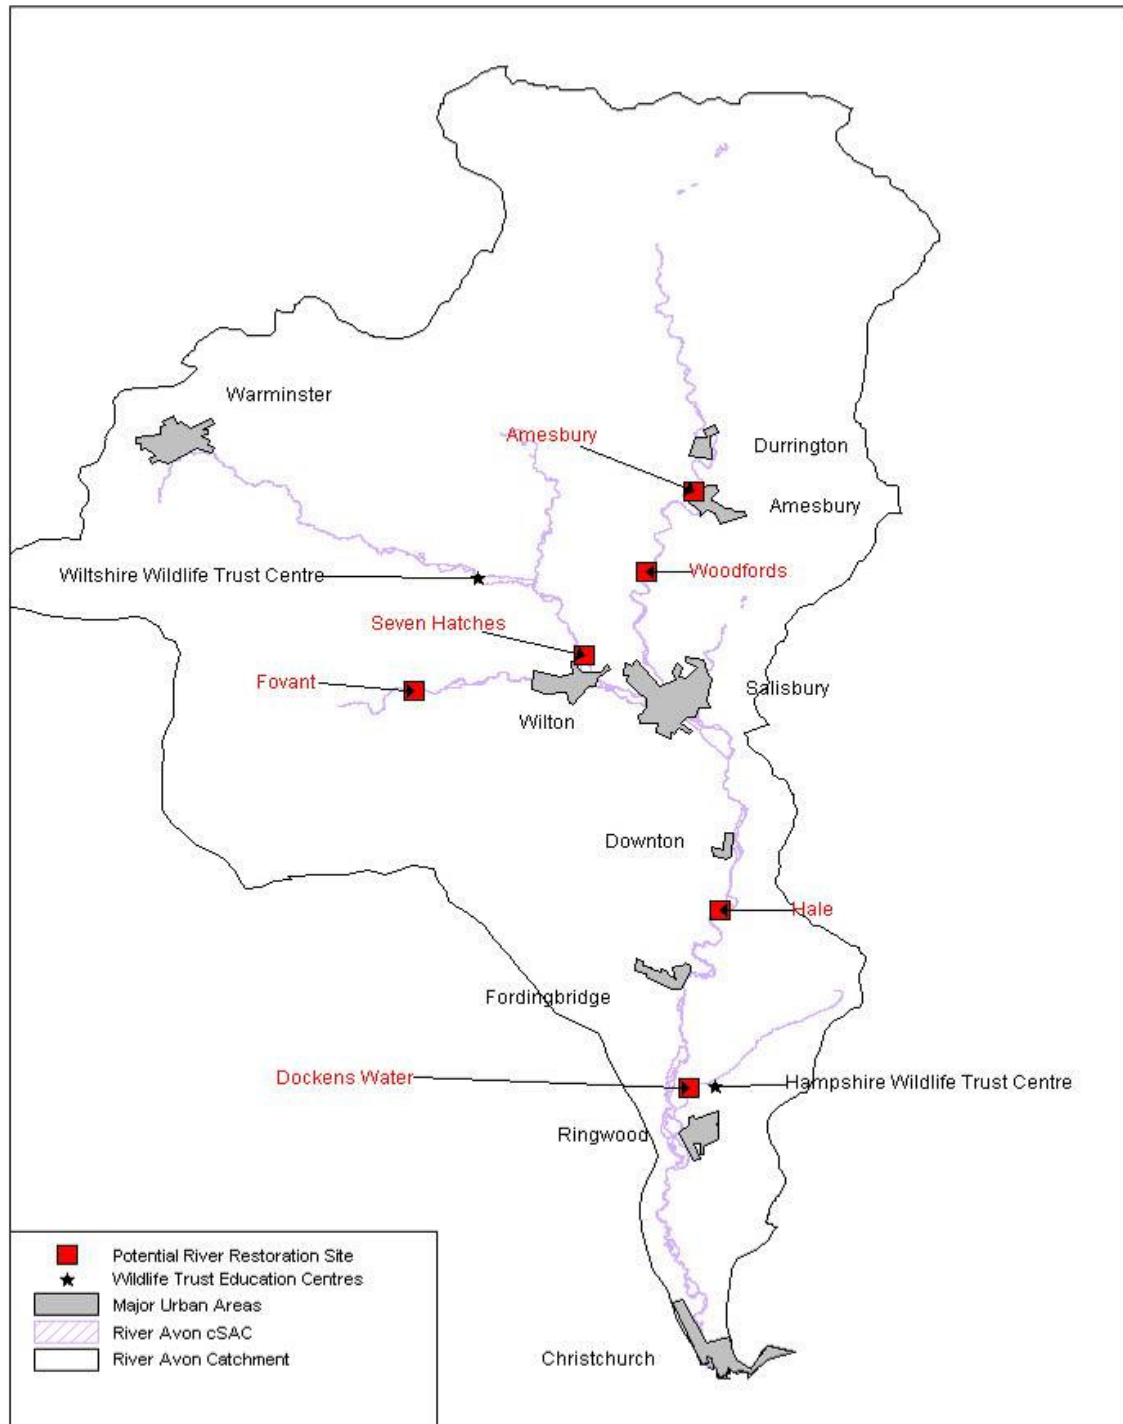 Warminster
Amesbury
Durrington
Amesbury
Wiltshire Wildlife Trust Centre
Woodfords
Seven Hatches
Fovant
Salisbury
Wilton
Downton
Hale
Fordingbridge
Dockens Water
Hampshire Wildlife Trust Centre
Ringwood
Christchurch
Potential River Restoration Site
Wildlife Trust Education Centres
Major Urban Areas
River Avon cSAC
River Avon Catchment